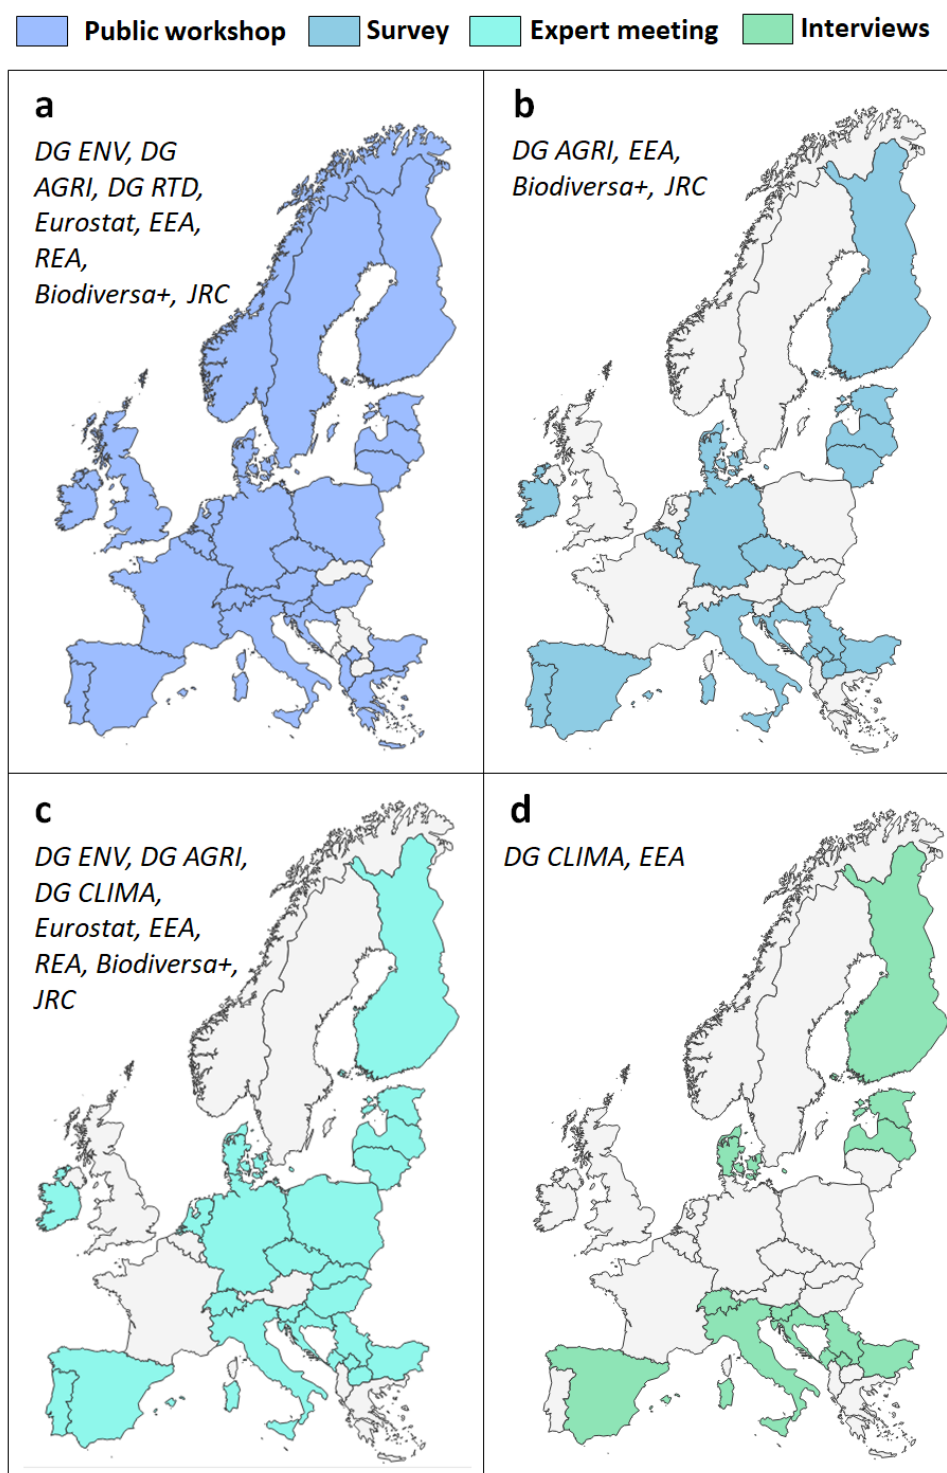 Public workshop Survey Expert meeting Interviews
a
DG ENV, DG
AGRI, DG RTD,
Eurostat, EEA,
REA,
Biodiversa+, JRC
b
DG AGRI, EEA,
Biodiversa+, JRC
c
DG ENV, DG AGRI,
DG CLIMA,
Eurostat, EEA,
REA, Biodiversa+,
JRC
d
DG CLIMA, EEA